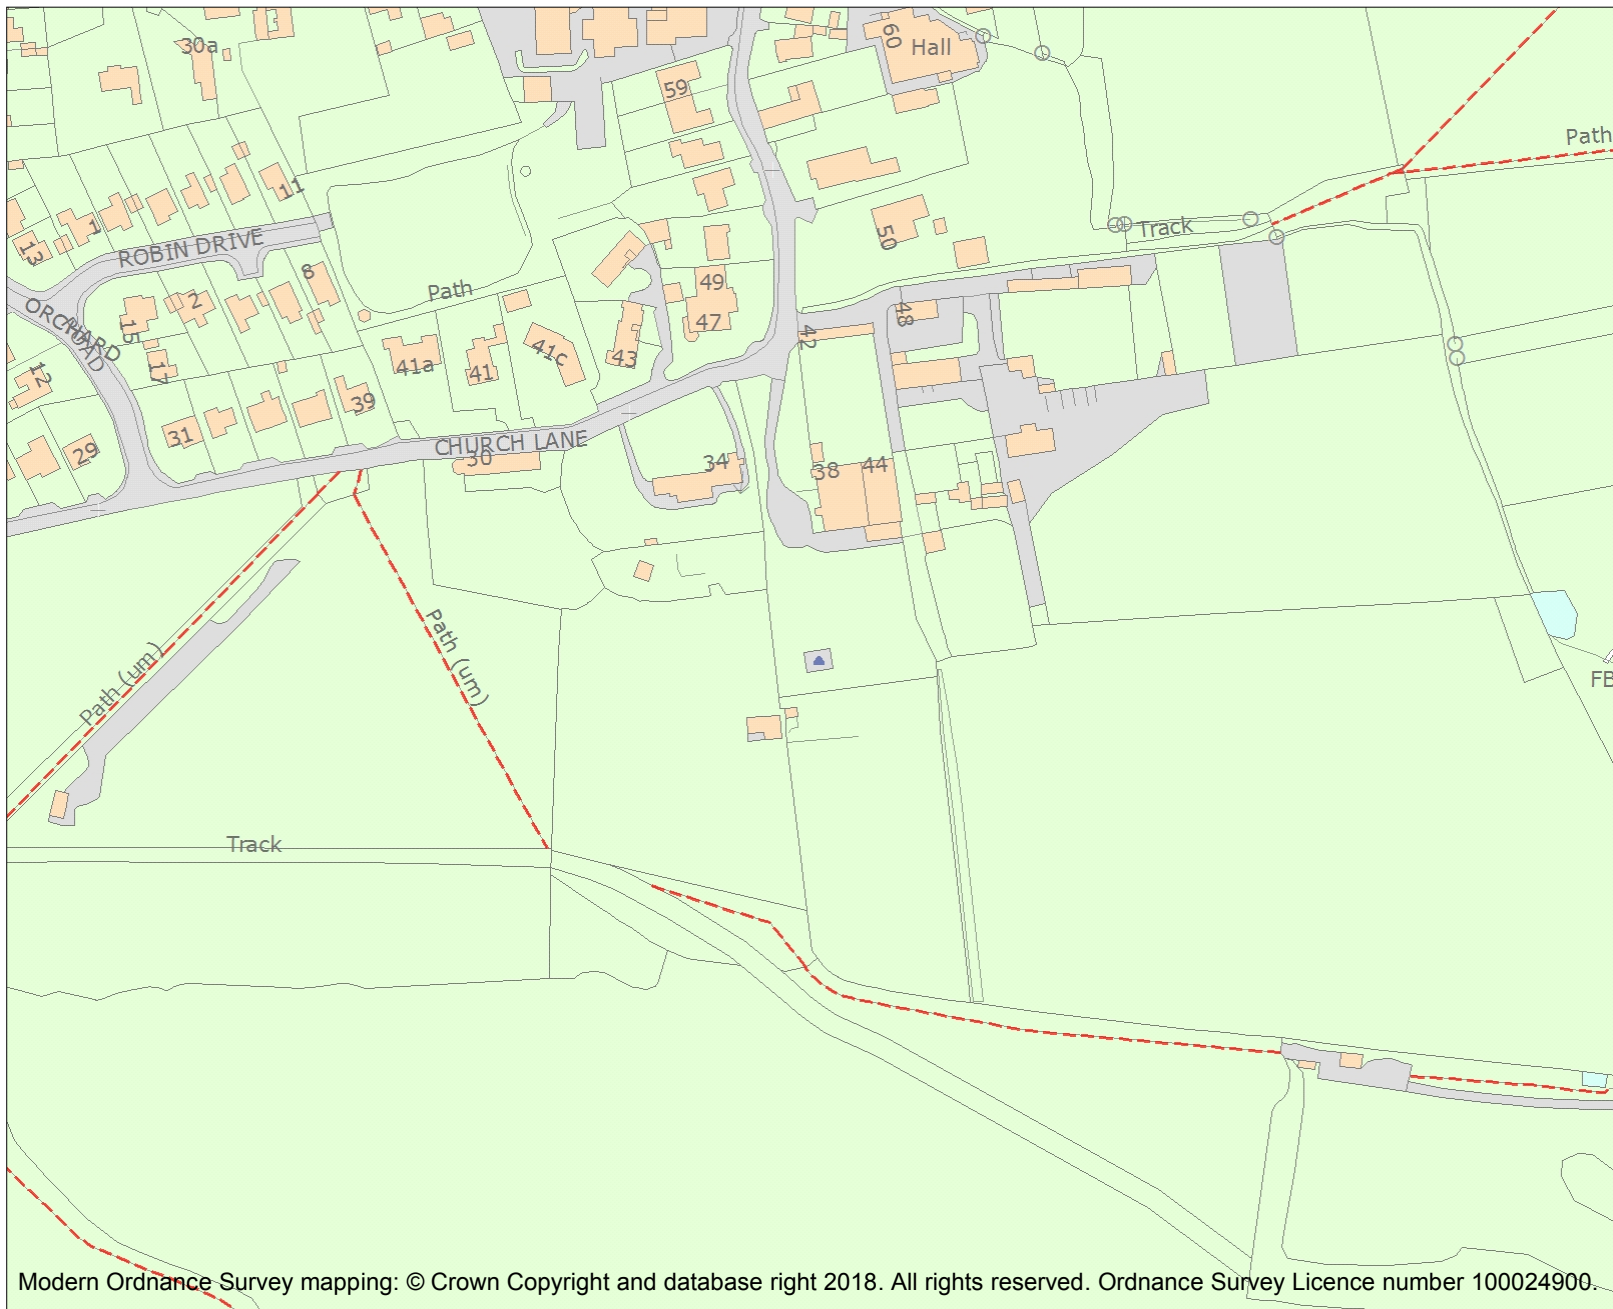 30a
60
Hall
59
Path
11
1
13
ROBIN DRIVE
50
Track
8
49
Path
2
ORCHARD
ROAD
15
47
48
42
41c
43
41a
41
17
12
39
31
29
CHURCH LANE
30
34
38
44
Path (um)
Path (um)
FB
Track
Modern Ordnance Survey mapping: © Crown Copyright and database right 2018. All rights reserved. Ordnance Survey Licence number 100024900.